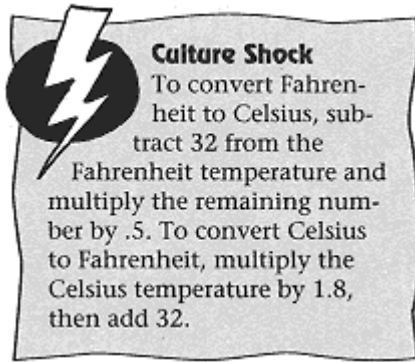 Culture Shock
To convert Fahren-
heit to Celsius, sub-
tract 32 from the
Fahrenheit temperature and
multiply the remaining num-
ber by .5. To convert Celsius
to Fahrenheit, multiply the
Celsius temperature by 1.8,
then add 32.